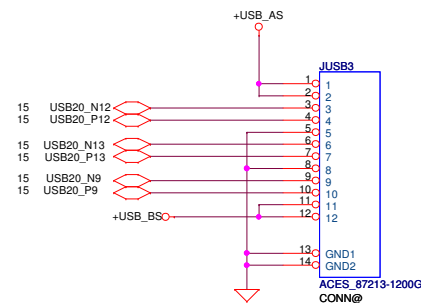 +USB_AS
JUSB3
1 1
2 2
15 USB20_N12 3 3
15 USB20_P12 4 4
5 5
15 USB20_N13 6 6
15 USB20_P13 7 7
8 8
15 USB20_N9 9 9
15 USB20_P9 10 10
11 11
+USB_BS 12 12
13 GND1
14 GND2
ACES_87213-1200G
CONN@